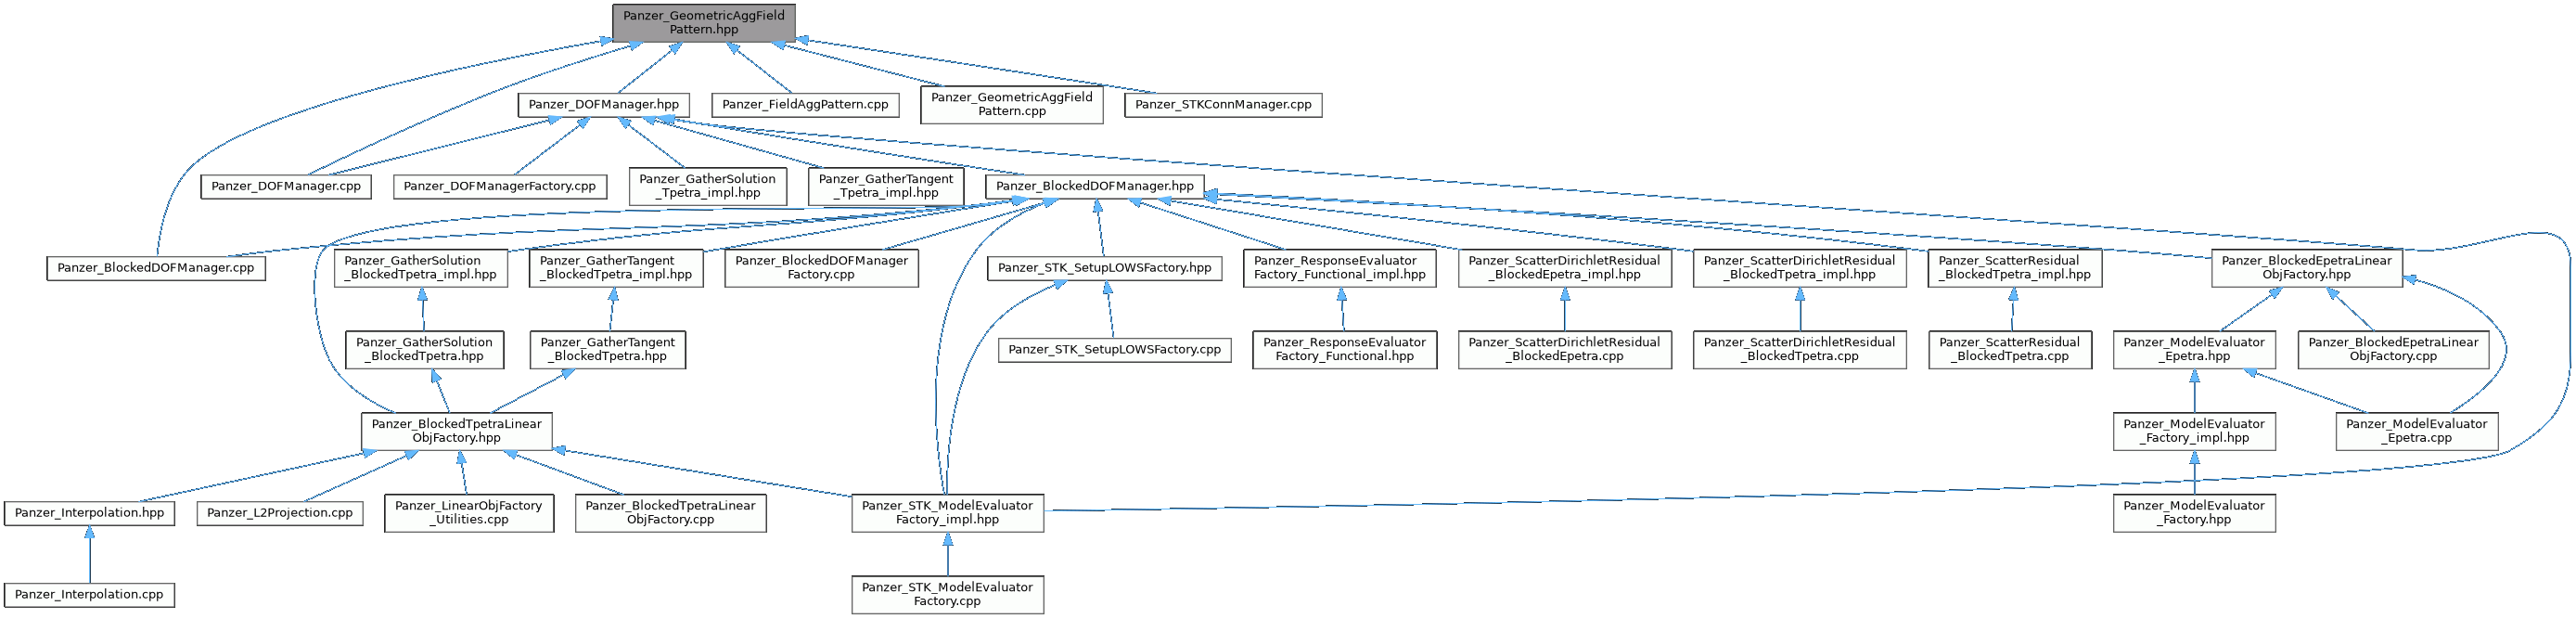 Panzer_GeometricAggField
Pattern.hpp
Panzer_DOFManager.hpp
Panzer_FieldAggPattern.cpp
Panzer_GeometricAggField
Pattern.cpp
Panzer_STKConnManager.cpp
Panzer_DOFManager.cpp
Panzer_DOFManagerFactory.cpp
Panzer_GatherSolution
_Tpetra_impl.hpp
Panzer_GatherTangent
_Tpetra_impl.hpp
Panzer_BlockedDOFManager.hpp
Panzer_BlockedDOFManager.cpp
Panzer_GatherSolution
_BlockedTpetra_impl.hpp
Panzer_GatherTangent
_BlockedTpetra_impl.hpp
Panzer_BlockedDOFManager
Factory.cpp
Panzer_STK_SetupLOWSFactory.hpp
Panzer_ResponseEvaluator
Factory_Functional_impl.hpp
Panzer_ScatterDirichletResidual
_BlockedEpetra_impl.hpp
Panzer_ScatterDirichletResidual
_BlockedTpetra_impl.hpp
Panzer_ScatterResidual
_BlockedTpetra_impl.hpp
Panzer_BlockedEpetraLinear
ObjFactory.hpp
Panzer_GatherSolution
_BlockedTpetra.hpp
Panzer_GatherTangent
_BlockedTpetra.hpp
Panzer_STK_SetupLOWSFactory.cpp
Panzer_ResponseEvaluator
Factory_Functional.hpp
Panzer_ScatterDirichletResidual
_BlockedEpetra.cpp
Panzer_ScatterDirichletResidual
_BlockedTpetra.cpp
Panzer_ScatterResidual
_BlockedTpetra.cpp
Panzer_ModelEvaluator
_Epetra.hpp
Panzer_BlockedEpetraLinear
ObjFactory.cpp
Panzer_BlockedTpetraLinear
ObjFactory.hpp
Panzer_ModelEvaluator
_Factory_impl.hpp
Panzer_ModelEvaluator
_Epetra.cpp
Panzer_Interpolation.hpp
Panzer_L2Projection.cpp
Panzer_LinearObjFactory
_Utilities.cpp
Panzer_BlockedTpetraLinear
ObjFactory.cpp
Panzer_STK_ModelEvaluator
Factory_impl.hpp
Panzer_ModelEvaluator
_Factory.hpp
Panzer_Interpolation.cpp
Panzer_STK_ModelEvaluator
Factory.cpp